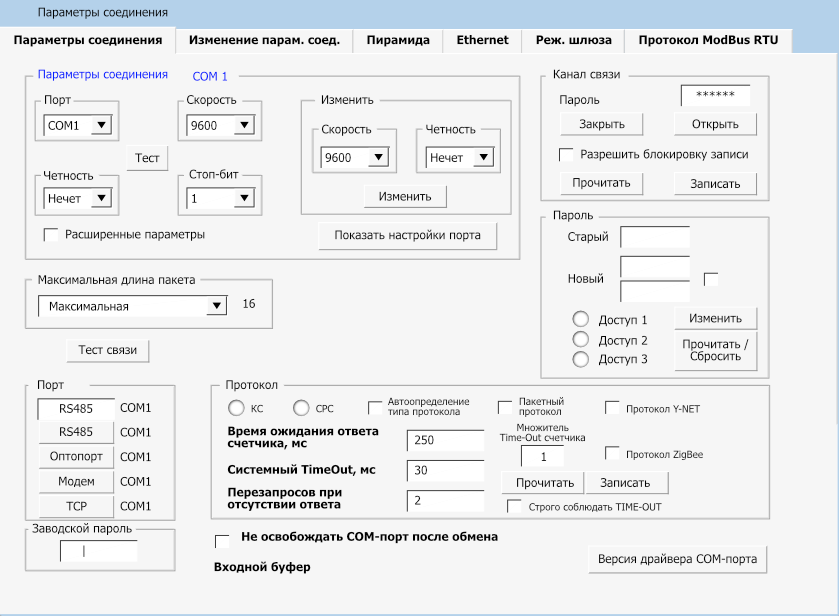 Параметры соединения
Параметры соединения Изменение парам. соед. Пирамида Ethernet Реж. шлюза Протокол ModBus RTU
Параметры соединения COM 1
Порт
COM1
Скорость
9600
Тест
Четность
Нечет
Стоп-бит
1
Расширенные параметры
Изменить
Скорость
9600
Четность
Нечет
Изменить
Показать настройки порта
Канал связи
Пароль ******
Закрыть Открыть
Разрешить блокировку записи
Прочитать Записать
Пароль
Старый
Новый
Доступ 1
Доступ 2
Доступ 3
Изменить
Прочитать /
Сбросить
Максимальная длина пакета
Максимальная 16
Тест связи
Порт
RS485 COM1
RS485 COM1
Оптопорт COM1
Модем COM1
TCP COM1
Заводской пароль
|
Протокол
КС СРС
Автоопределение
типа протокола
Пакетный
протокол
Протокол Y-NET
Время ожидания ответа
счетчика, мс
250
Множитель
Time-Out счетчика
1
Протокол ZigBee
Системный TimeOut, мс
30
Прочитать Записать
Перезапросов при
отсутствии ответа
2
Строго соблюдать TIME-OUT
Не освобождать COM-порт после обмена
Входной буфер
Версия драйвера COM-порта